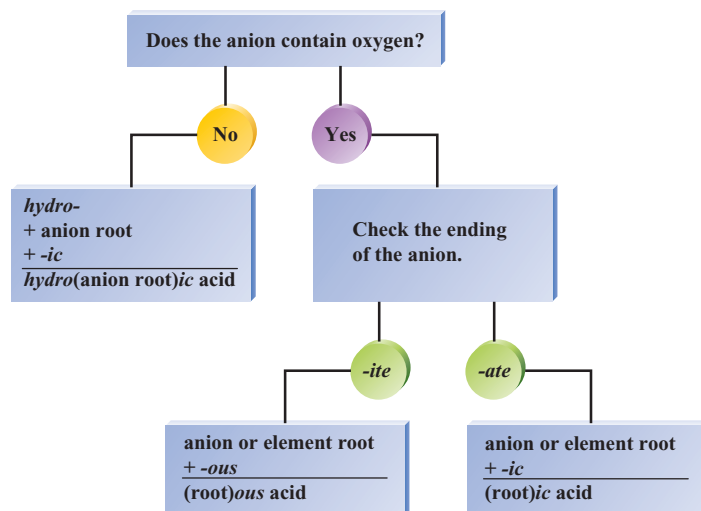 Does the anion contain oxygen?
No
Yes
hydro-
+ anion root
+ -ic
hydro(anion root)ic acid
Check the ending
of the anion.
-ite
-ate
anion or element root
+ -ous
(root)ous acid
anion or element root
+ -ic
(root)ic acid